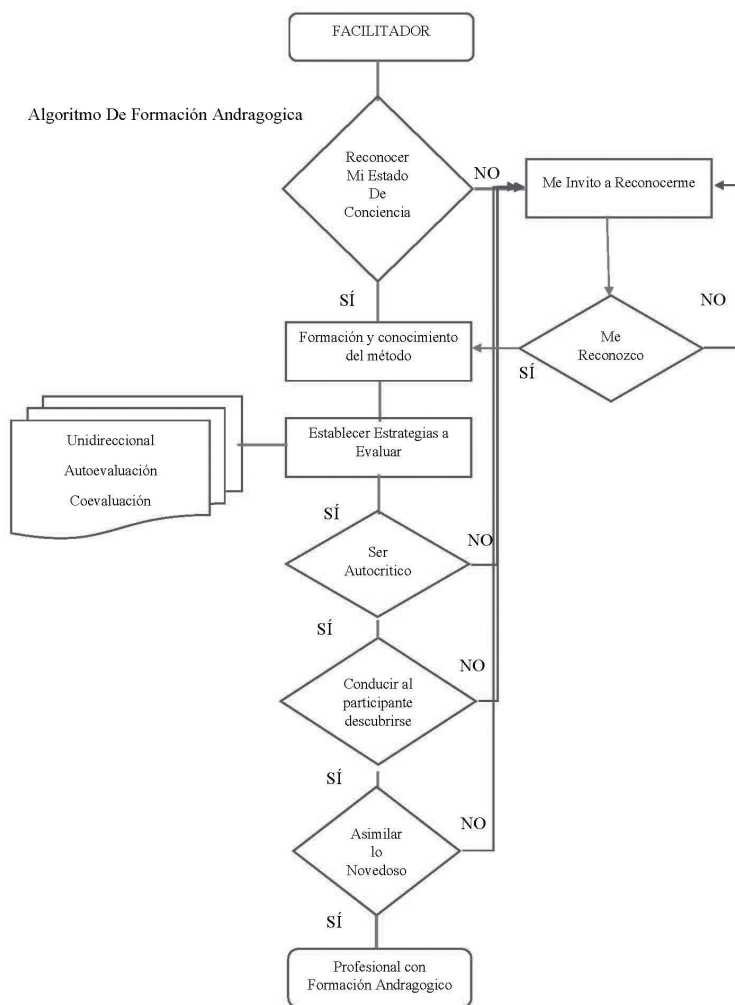 FACILITADOR
Algoritmo De Formación Andragogica
Reconocer
Mi Estado
De
Conciencia
NO
Me Invito a Reconocerme
SÍ
NO
Formación y conocimiento
del método
SÍ
Me
Reconozco
Unidireccional
Autoevaluación
Coevaluación
Establecer Estrategias a
Evaluar
SÍ
NO
Ser
Autocritico
SÍ
NO
Conducir al
participante
descubrirse
SÍ
NO
Asimilar
lo
Novedoso
SÍ
Profesional con
Formación Andragogico